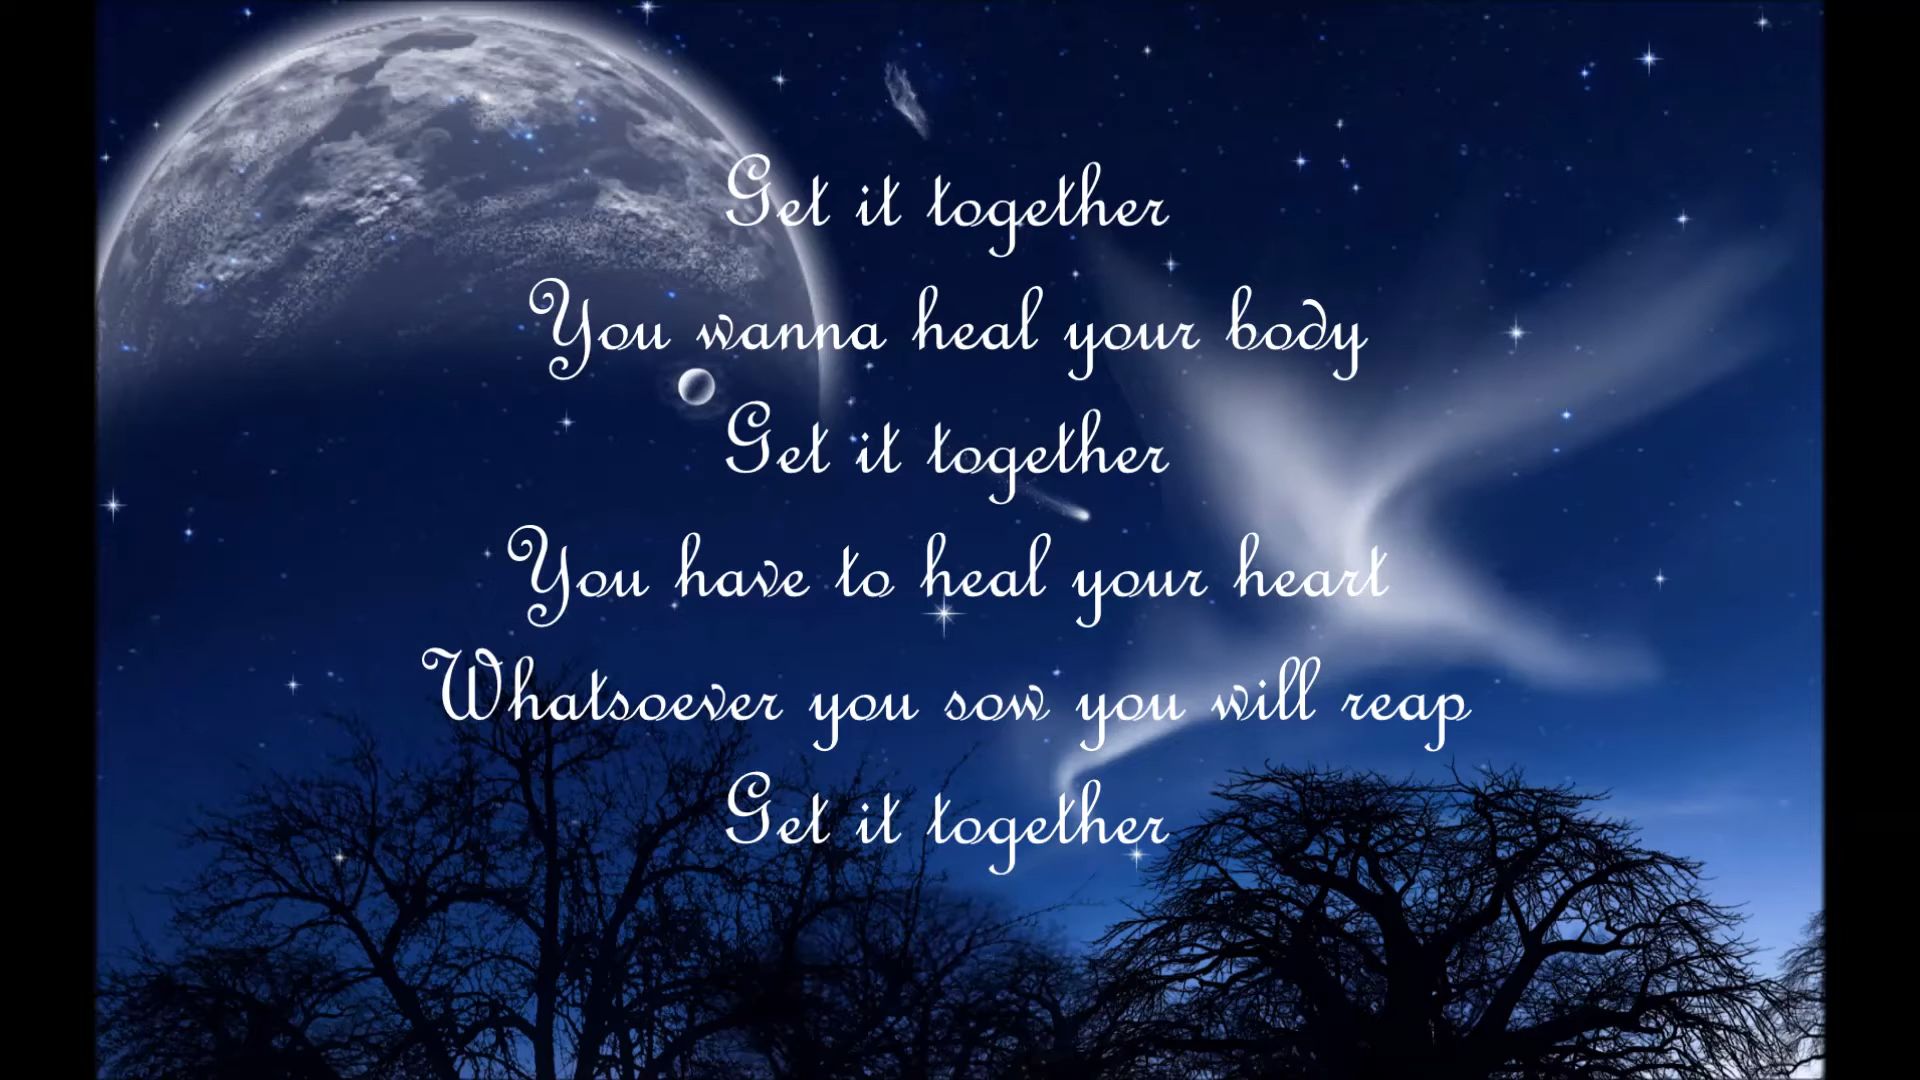 Get it together
You wanna heal your body
Get it together
You have to heal your heart
Whatsoever you sow you will reap
Get it together